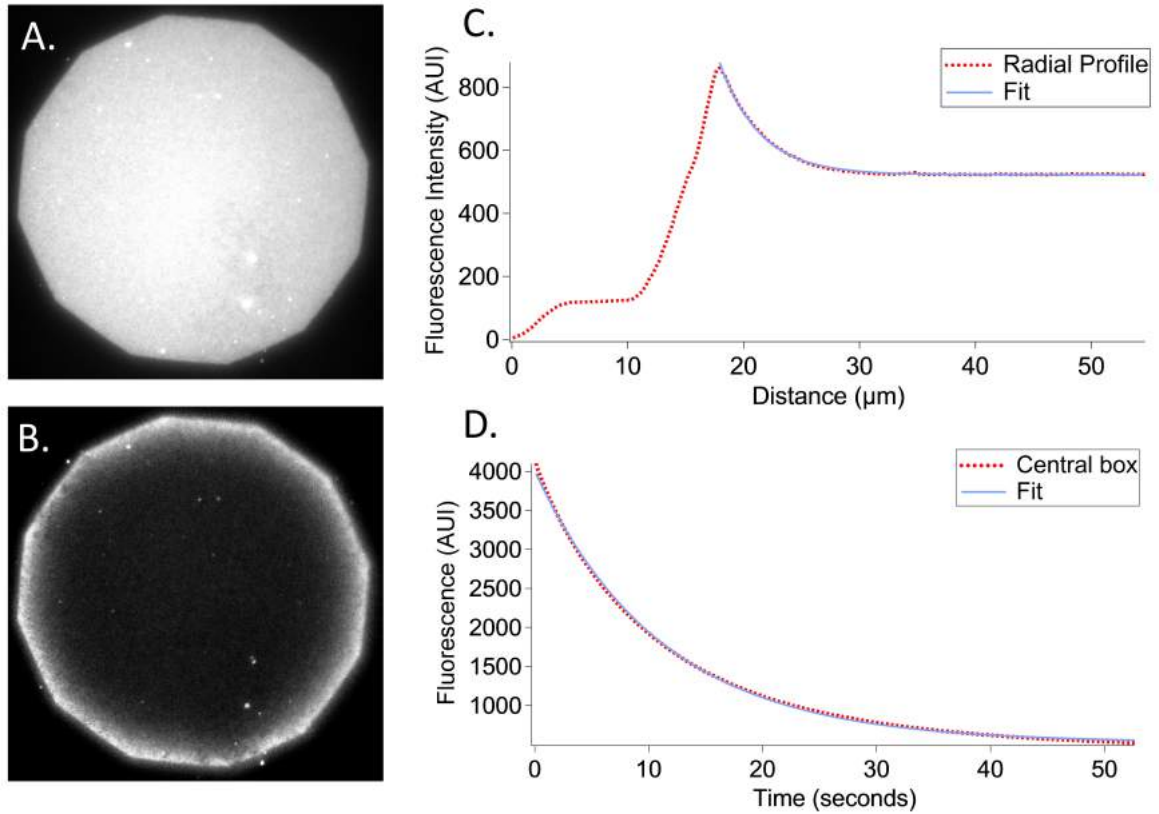 A.
B.
C.
Fluorescence Intensity (AUI)
800
600
400
200
0
0 10 20 30 40 50
Distance (μm)
Radial Profile
Fit
D.
Fluorescence (AUI)
4000
3500
3000
2500
2000
1500
1000
0 10 20 30 40 50
Time (seconds)
Central box
Fit